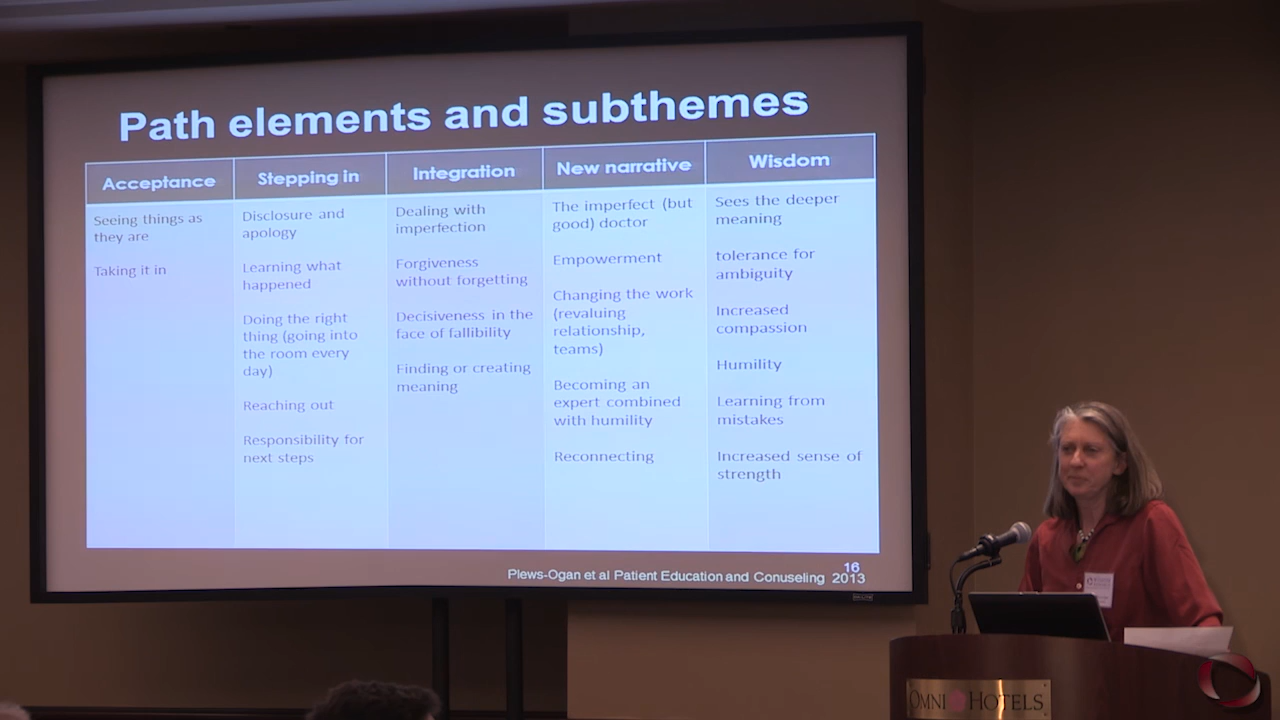 Path elements and subthemes
Acceptance
Seeing things as
they are
Taking it in
Stepping in
Disclosure and
apology
Learning what
happened
Doing the right
thing (going into
the room every
day)
Reaching out
Responsibility for
next steps
Integration
Dealing with
imperfection
Forgiveness
without forgetting
Decisiveness in the
face of fallibility
Finding or creating
meaning
New narrative
The imperfect (but
good) doctor
Empowerment
Changing the work
(revaluing
relationship,
teams)
Becoming an
expert combined
with humility
Reconnecting
Wisdom
Sees the deeper
meaning
tolerance for
ambiguity
Increased
compassion
Humility
Learning from
mistakes
Increased sense of
strength
16
Plews-Ogan et al Patient Education and Conuseling 2013
OMNI HOTELS